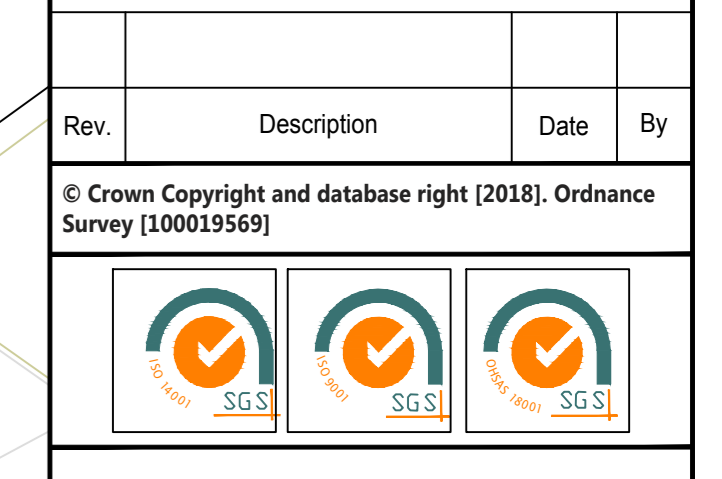 Rev. Description Date By
© Crown Copyright and database right [2018]. Ordnance
Survey [100019569]
ISO 14001 SGS ISO 9001 SGS OHSAS 18001 SGS